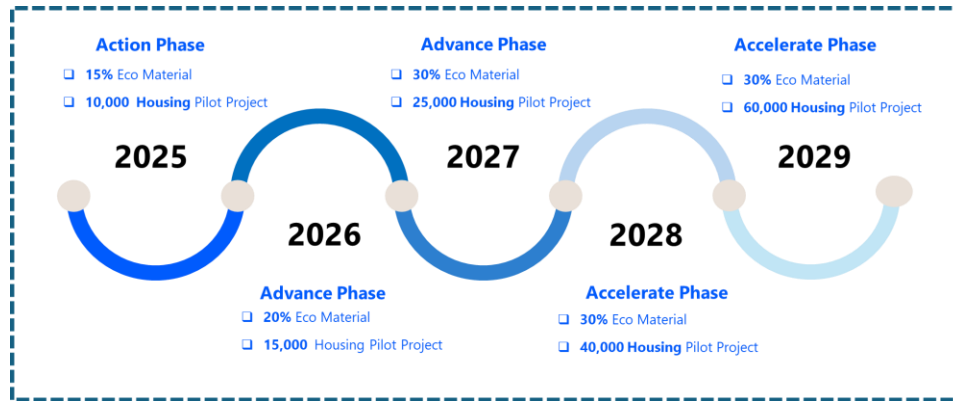 Action Phase
❑ 15% Eco Material
❑ 10,000 Housing Pilot Project
2025
Advance Phase
❑ 20% Eco Material
❑ 15,000 Housing Pilot Project
2026
Advance Phase
❑ 30% Eco Material
❑ 25,000 Housing Pilot Project
2027
Accelerate Phase
❑ 30% Eco Material
❑ 40,000 Housing Pilot Project
2028
Accelerate Phase
❑ 30% Eco Material
❑ 60,000 Housing Pilot Project
2029